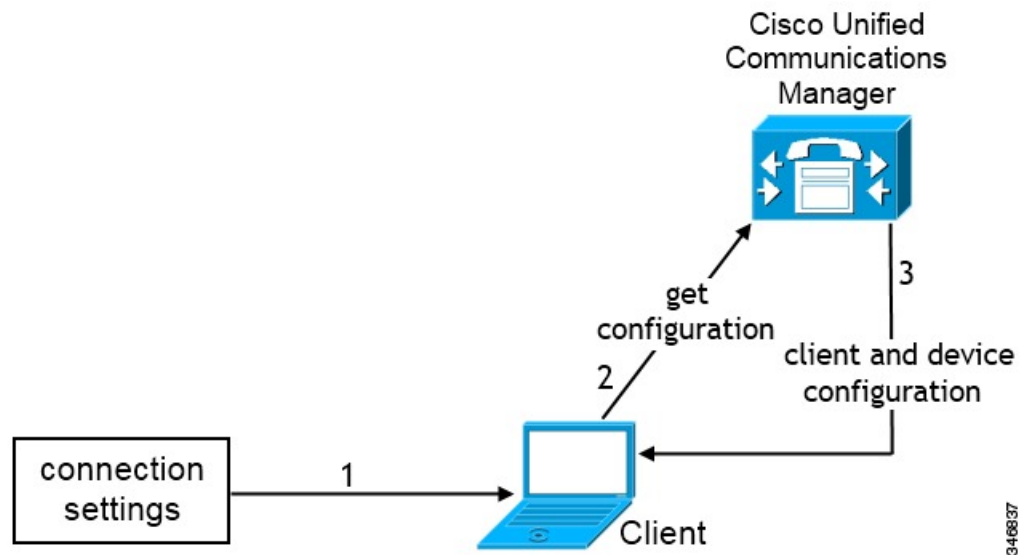 Cisco Unified
Communications
Manager
3
get
configuration
client and device
configuration
2
connection
settings
1
Client
346837